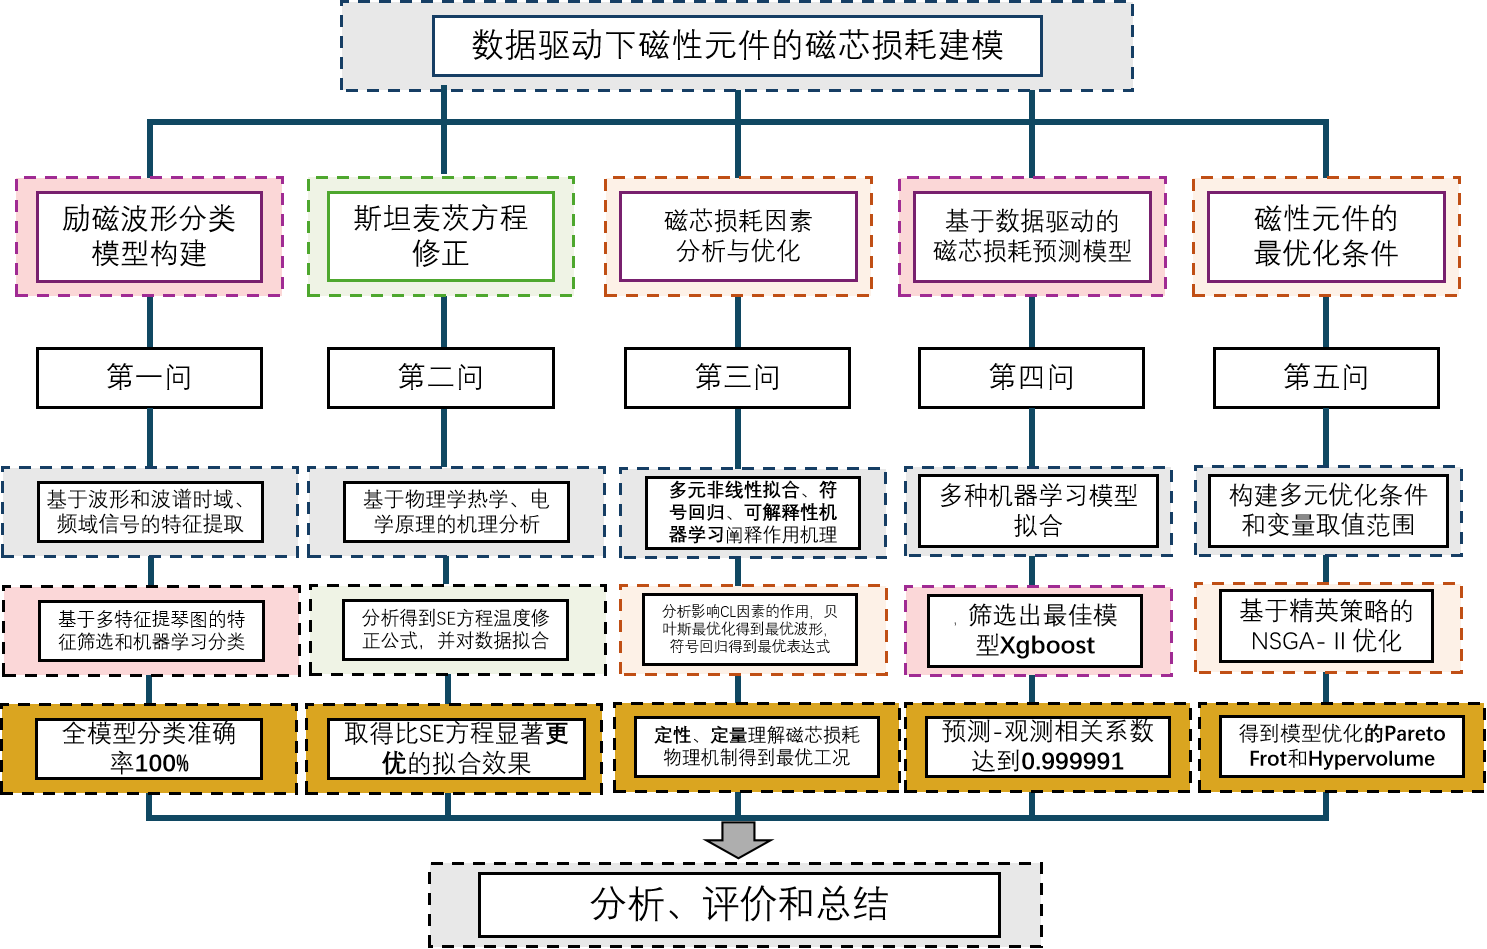 数据驱动下磁性元件的磁芯损耗建模
励磁波形分类
模型构建
斯坦麦茨方程
修正
磁芯损耗因素
分析与优化
基于数据驱动的
磁芯损耗预测模型
磁性元件的
最优化条件
第一问
第二问
第三问
第四问
第五问
基于波形和波谱时域、
频域信号的特征提取
基于物理学热学、电
学原理的机理分析
多元非线性拟合、符
号回归、可解释性机
器学习阐释作用机理
多种机器学习模型
拟合
构建多元优化条件
和变量取值范围
基于多特征提琴图的特
征筛选和机器学习分类
分析得到SE方程温度修
正公式，并对数据拟合
分析影响CL因素的作用，贝
叶斯最优化得到最优波形，
符号回归得到最优表达式
，筛选出最佳模
型Xgboost
基于精英策略的
NSGA-Ⅱ优化
全模型分类准确
率100%
取得比SE方程显著更
优的拟合效果
定性、定量理解磁芯损耗
物理机制得到最优工况
预测-观测相关系数
达到0.999991
得到模型优化的Pareto
Frot和Hypervolume
分析、评价和总结